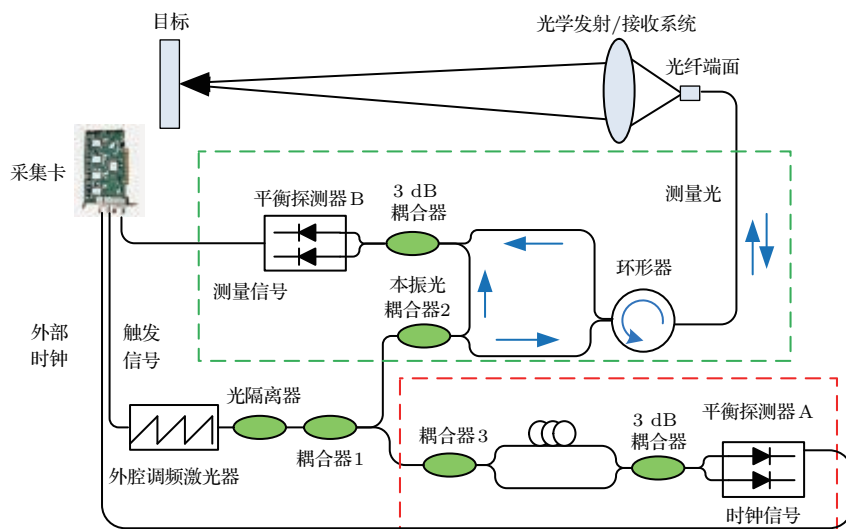 目标
光学发射/接收系统
光纤端面
采集卡
平衡探测器B
3 dB
耦合器
测量光
测量信号
本振光
耦合器2
环形器
外部
时钟
触发
信号
光隔离器
耦合器1
外腔调频激光器
耦合器3
3 dB
耦合器
平衡探测器A
时钟信号